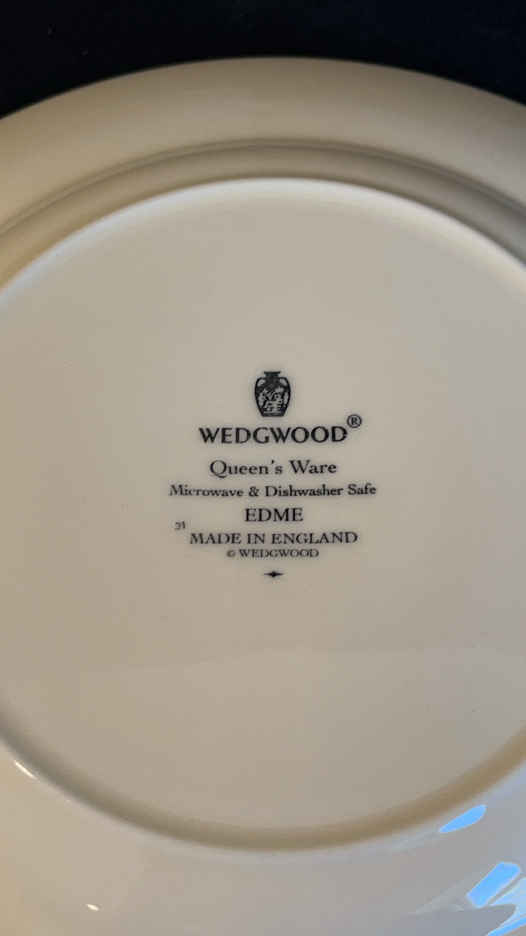 WEDGWOOD®
Queen's Ware
Microwave & Dishwasher Safe
EDME
31
MADE IN ENGLAND
© WEDGWOOD